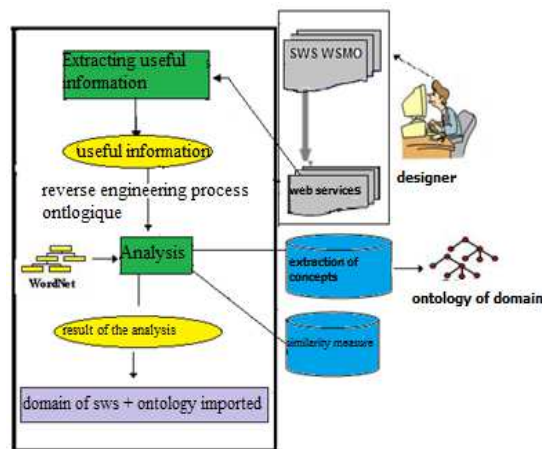 Extracting useful
information
useful information
reverse engineering process
ontlogique
Analysis
WordNet
result of the analysis
domain of sws + ontology imported
SWS WSMO
web services
designer
extraction of
concepts
ontology of domain
similarity measure